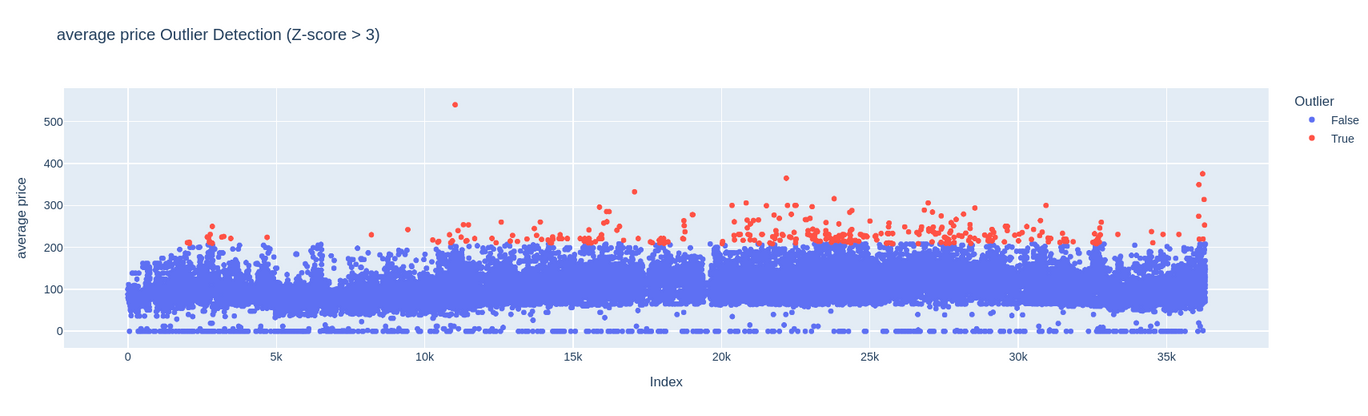 average price Outlier Detection (Z-score > 3)
Outlier
False
True
average price
500
400
300
200
100
0
0
5k
10k
15k
20k
25k
30k
35k
Index